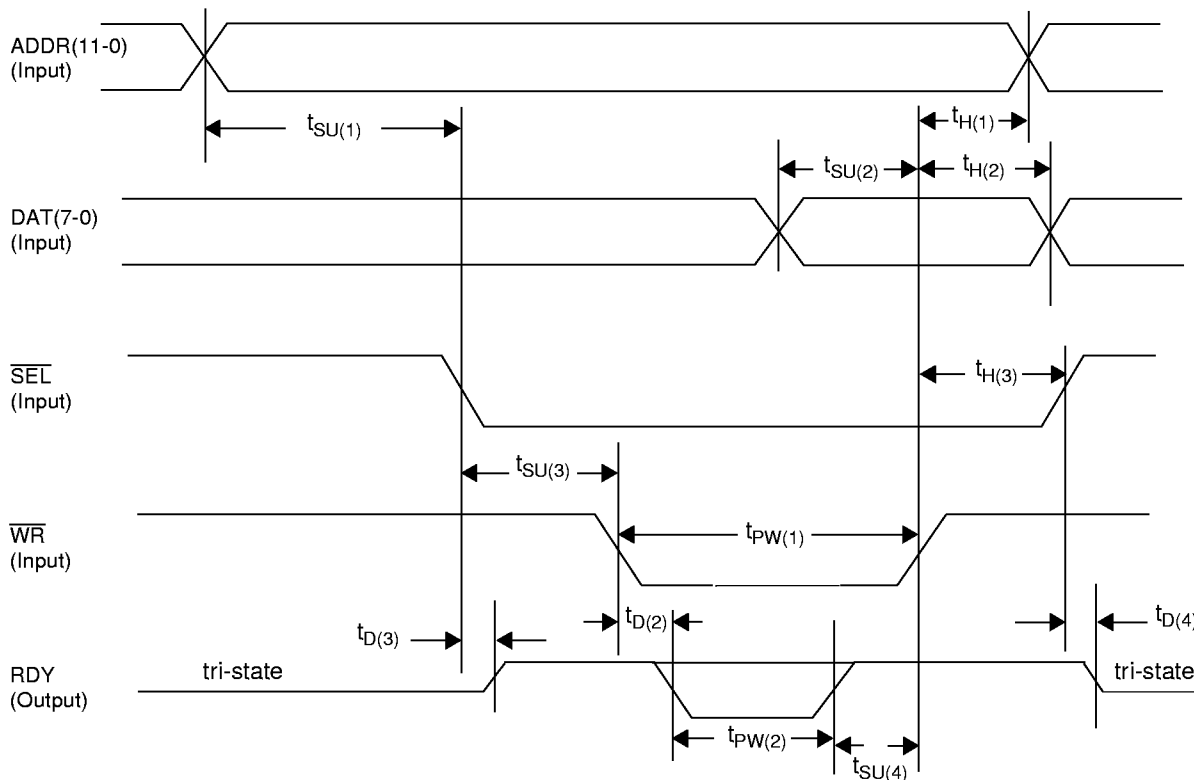 ADDR(11-0)
(Input)
tSU(1)
tH(1)
tSU(2)
tH(2)
DAT(7-0)
(Input)
SEL
(Input)
tH(3)
tSU(3)
WR
(Input)
tPW(1)
tD(3)
tD(2)
tD(4)
RDY
(Output)
tri-state
tri-state
tPW(2)
tSU(4)